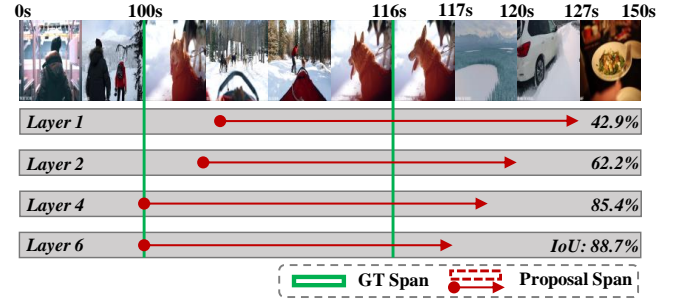 0s 100s 116s 117s 120s 127s 150s
Layer 1 42.9%
Layer 2 62.2%
Layer 4 85.4%
Layer 6 IoU: 88.7%
GT Span Proposal Span